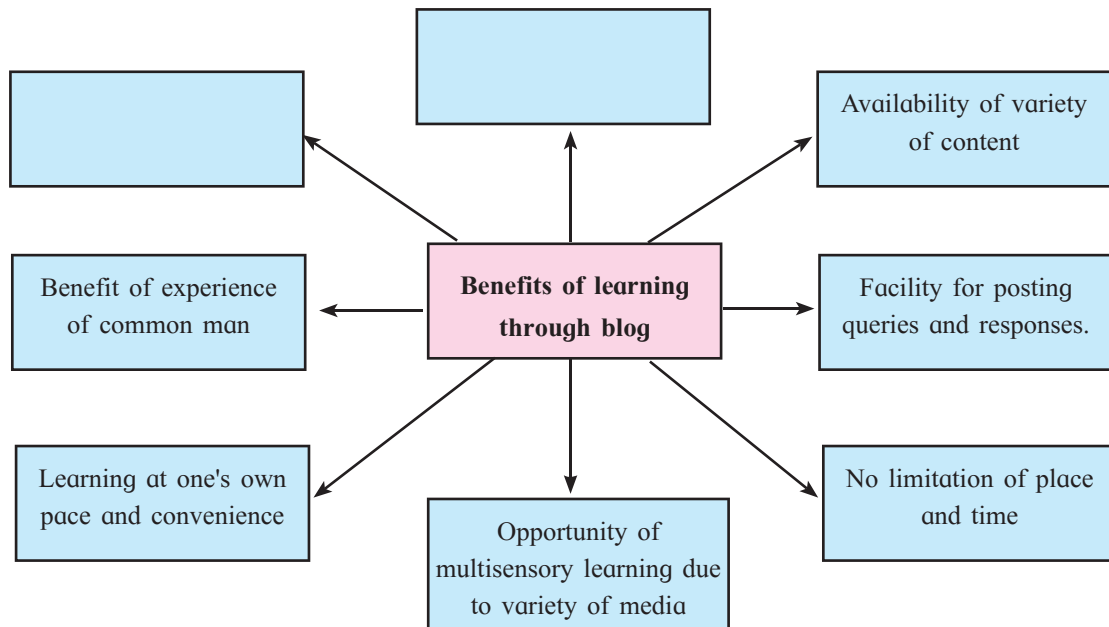 Availability of variety
of content
Benefit of experience
of common man
Benefits of learning
through blog
Facility for posting
queries and responses.
Learning at one's own
pace and convenience
Opportunity of
multisensory learning due
to variety of media
No limitation of place
and time